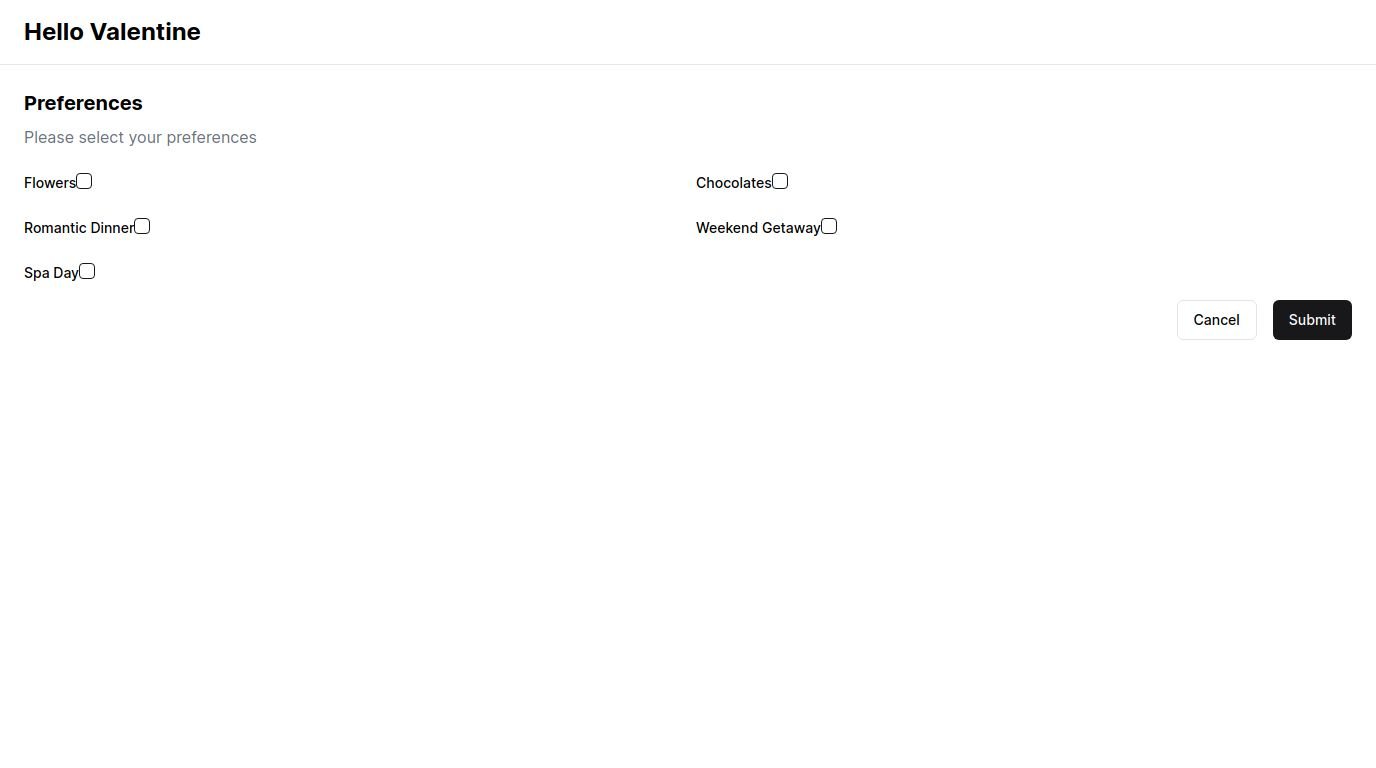 Hello Valentine
Preferences
Please select your preferences
Flowers
Chocolates
Romantic Dinner
Weekend Getaway
Spa Day
Cancel
Submit